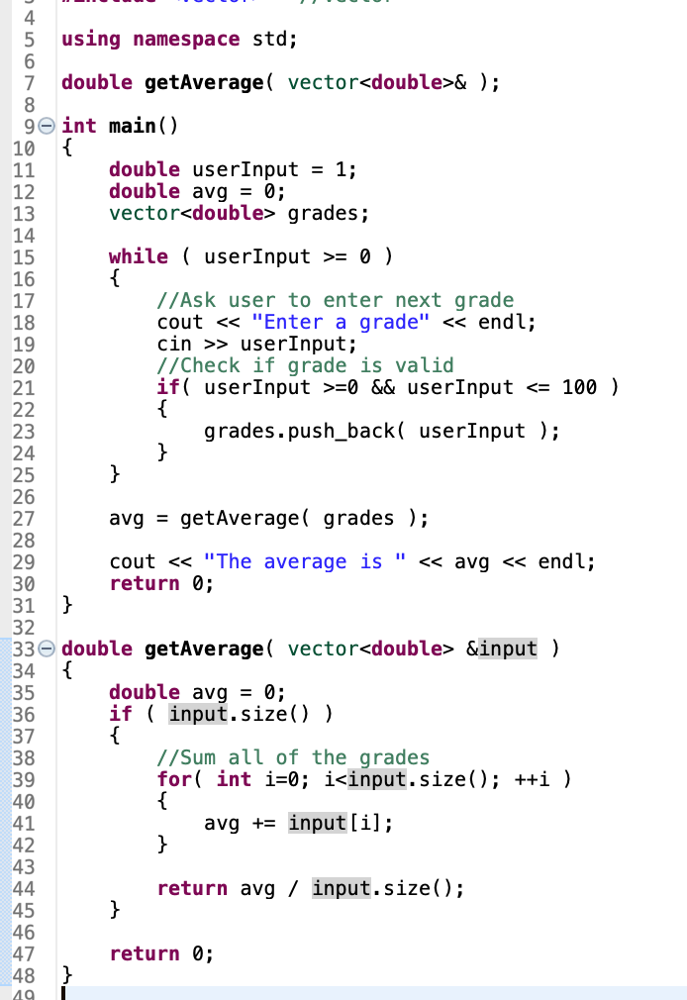 4
5 using namespace std;
6
7 double getAverage( vector<double>& );
8
9 int main()
10 {
11     double userInput = 1;
12     double avg = 0;
13     vector<double> grades;
14
15     while ( userInput >= 0 )
16     {
17         //Ask user to enter next grade
18         cout << "Enter a grade" << endl;
19         cin >> userInput;
20         //Check if grade is valid
21         if( userInput >=0 && userInput <= 100 )
22         {
23             grades.push_back( userInput );
24         }
25     }
26
27     avg = getAverage( grades );
28
29     cout << "The average is " << avg << endl;
30     return 0;
31 }
32
33 double getAverage( vector<double> &input )
34 {
35     double avg = 0;
36     if ( input.size() )
37     {
38         //Sum all of the grades
39         for( int i=0; i<input.size(); ++i )
40         {
41             avg += input[i];
42         }
43
44         return avg / input.size();
45     }
46
47     return 0;
48 }
49